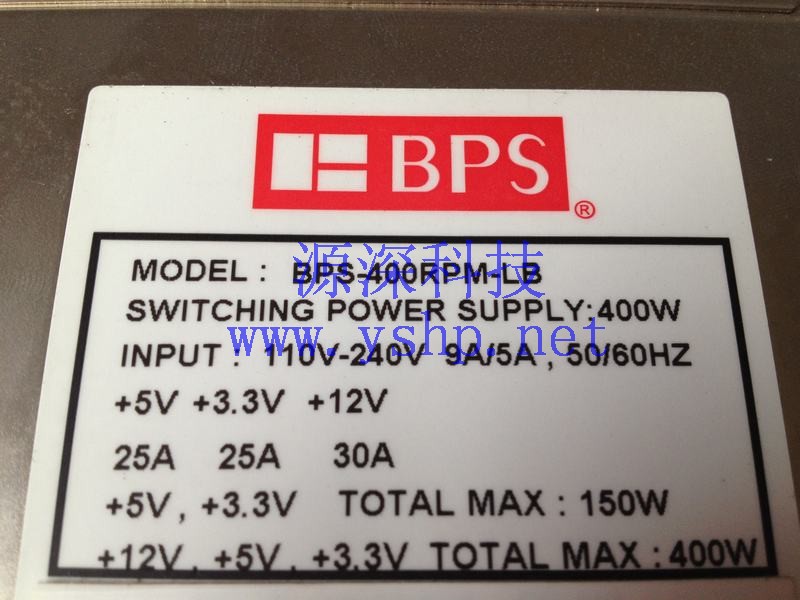 BPS®
源深科技
MODEL : BPS-400RPM-LB
SWITCHING POWER SUPPLY:400W
www.yshp.net
INPUT : 110V-240V 9A/5A , 50/60HZ
+5V +3.3V +12V
25A 25A 30A
+5V , +3.3V TOTAL MAX : 150W
+12V , +5V , +3.3V TOTAL MAX : 400W